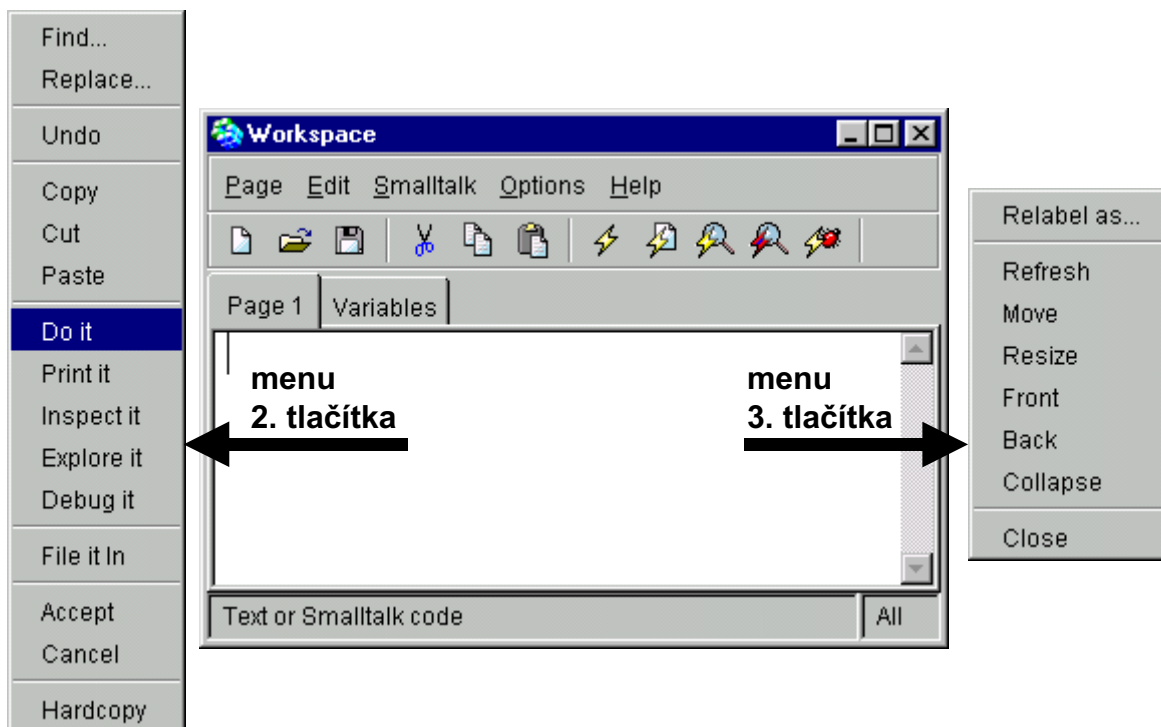 Find...
Replace...
Undo
Copy
Cut
Paste
Do it
Print it
Inspect it
Explore it
Debug it
File it In
Accept
Cancel
Hardcopy
Workspace
Page Edit Smalltalk Options Help
Page 1 Variables
menu
2. tlačítka
menu
3. tlačítka
Text or Smalltalk code All
Relabel as...
Refresh
Move
Resize
Front
Back
Collapse
Close